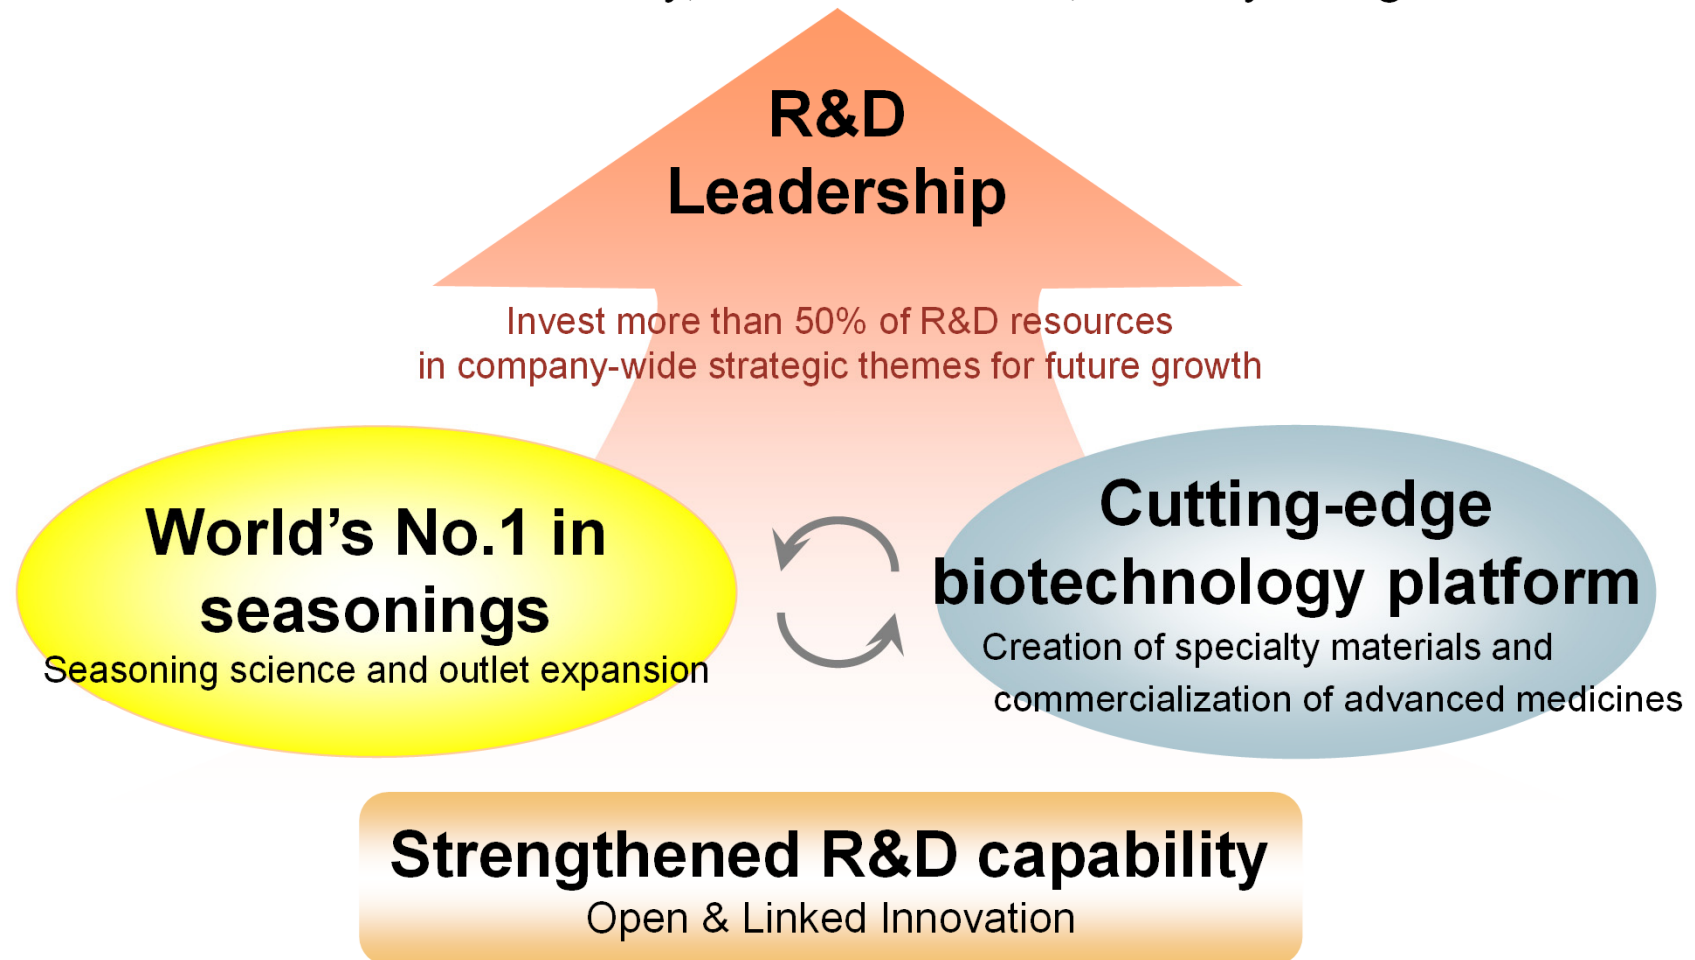 R&D
Leadership
Invest more than 50% of R&D resources
in company-wide strategic themes for future growth
World’s No.1 in
seasonings
Seasoning science and outlet expansion
Cutting-edge
biotechnology platform
Creation of specialty materials and
commercialization of advanced medicines
Strengthened R&D capability
Open & Linked Innovation